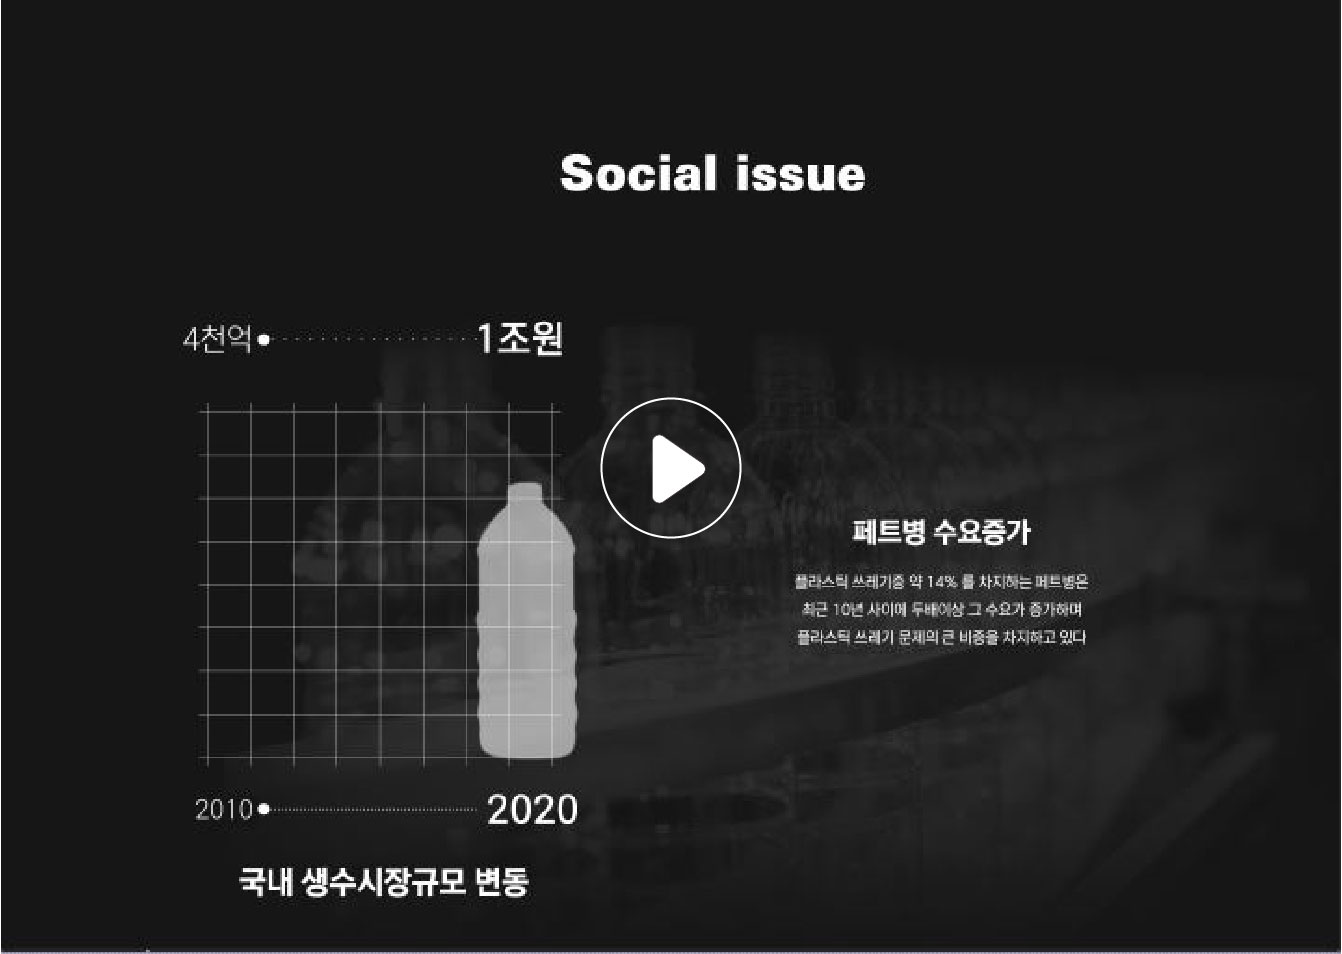 Social issue
4천억
1조원
페트병 수요증가
플라스틱 쓰레기중 약 14% 를 차지하는 페트병은
최근 10년 사이에 두배이상 그 수요가 증가하며
플라스틱 쓰레기 문제의 큰 비중을 차지하고 있다
2010
2020
국내 생수시장규모 변동